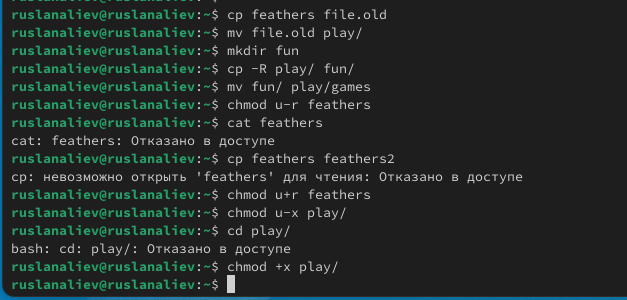 ruslanaliev@ruslanaliev:~$ cp feathers file.old
ruslanaliev@ruslanaliev:~$ mv file.old play/
ruslanaliev@ruslanaliev:~$ mkdir fun
ruslanaliev@ruslanaliev:~$ cp -R play/ fun/
ruslanaliev@ruslanaliev:~$ mv fun/ play/games
ruslanaliev@ruslanaliev:~$ chmod u-r feathers
ruslanaliev@ruslanaliev:~$ cat feathers
cat: feathers: Отказано в доступе
ruslanaliev@ruslanaliev:~$ cp feathers feathers2
cp: невозможно открыть 'feathers' для чтения: Отказано в доступе
ruslanaliev@ruslanaliev:~$ chmod u+r feathers
ruslanaliev@ruslanaliev:~$ chmod u-x play/
ruslanaliev@ruslanaliev:~$ cd play/
bash: cd: play/: Отказано в доступе
ruslanaliev@ruslanaliev:~$ chmod +x play/
ruslanaliev@ruslanaliev:~$